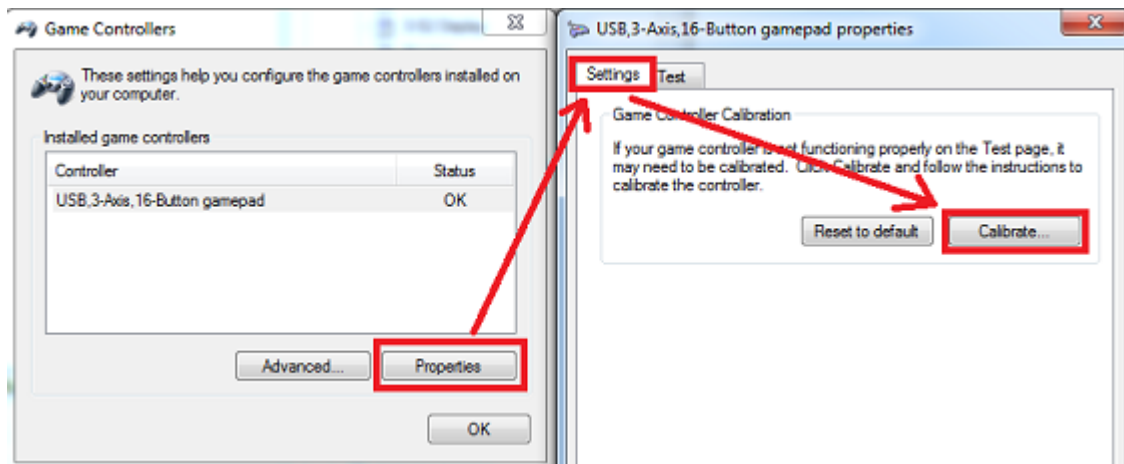 Game Controllers
These settings help you configure the game controllers installed on
your computer.
Installed game controllers
Controller Status
USB,3-Axis,16-Button gamepad OK
Advanced... Properties
OK
USB,3-Axis,16-Button gamepad properties
Settings Test
Game Controller Calibration
If your game controller is not functioning properly on the Test page, it
may need to be calibrated. Click Calibrate and follow the instructions to
calibrate the controller.
Reset to default Calibrate...